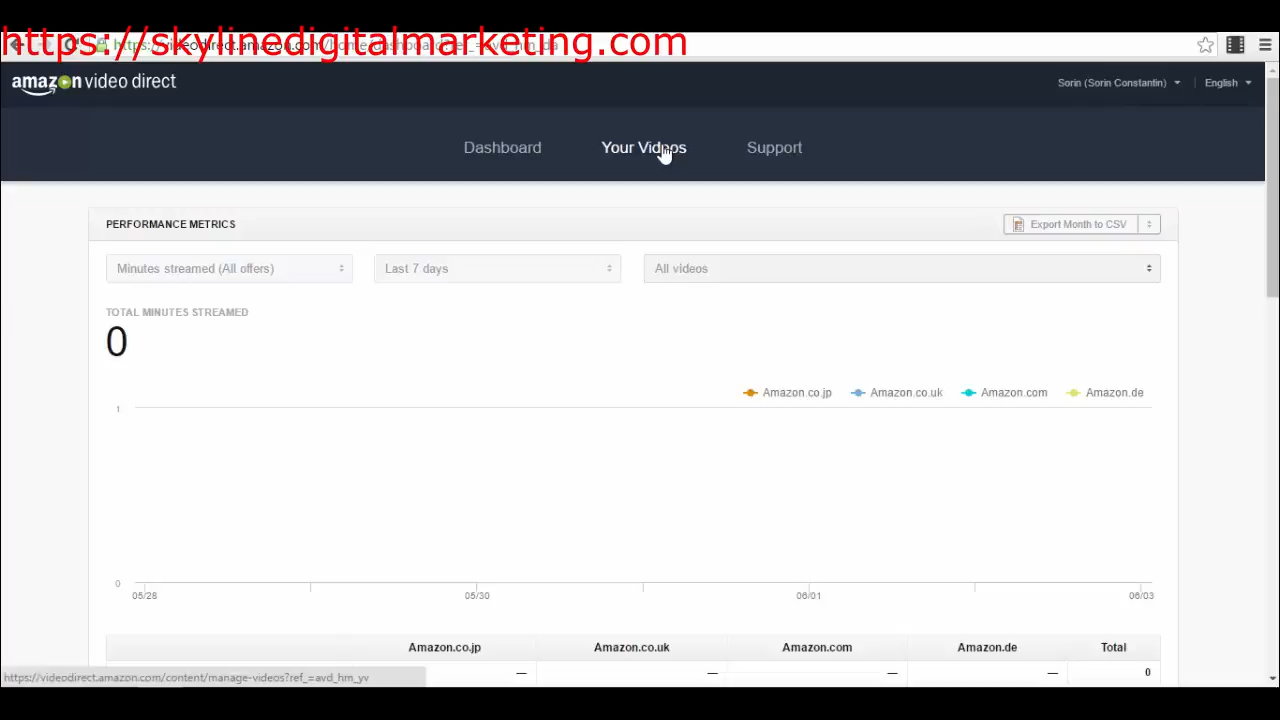 https://skylinedigitalmarketing.com
amazon video direct
Sorin (Sorin Constantin)
English
Dashboard
Your Videos
Support
PERFORMANCE METRICS
Export Month to CSV
Minutes streamed (All offers)
Last 7 days
All videos
TOTAL MINUTES STREAMED
0
Amazon.co.jp
Amazon.co.uk
Amazon.com
Amazon.de
1
0
05/28
05/30
06/01
06/03
Amazon.co.jp
Amazon.co.uk
Amazon.com
Amazon.de
Total
— — — — 0
https://videodirect.amazon.com/content/manage-videos?ref_=avd_hm_yv